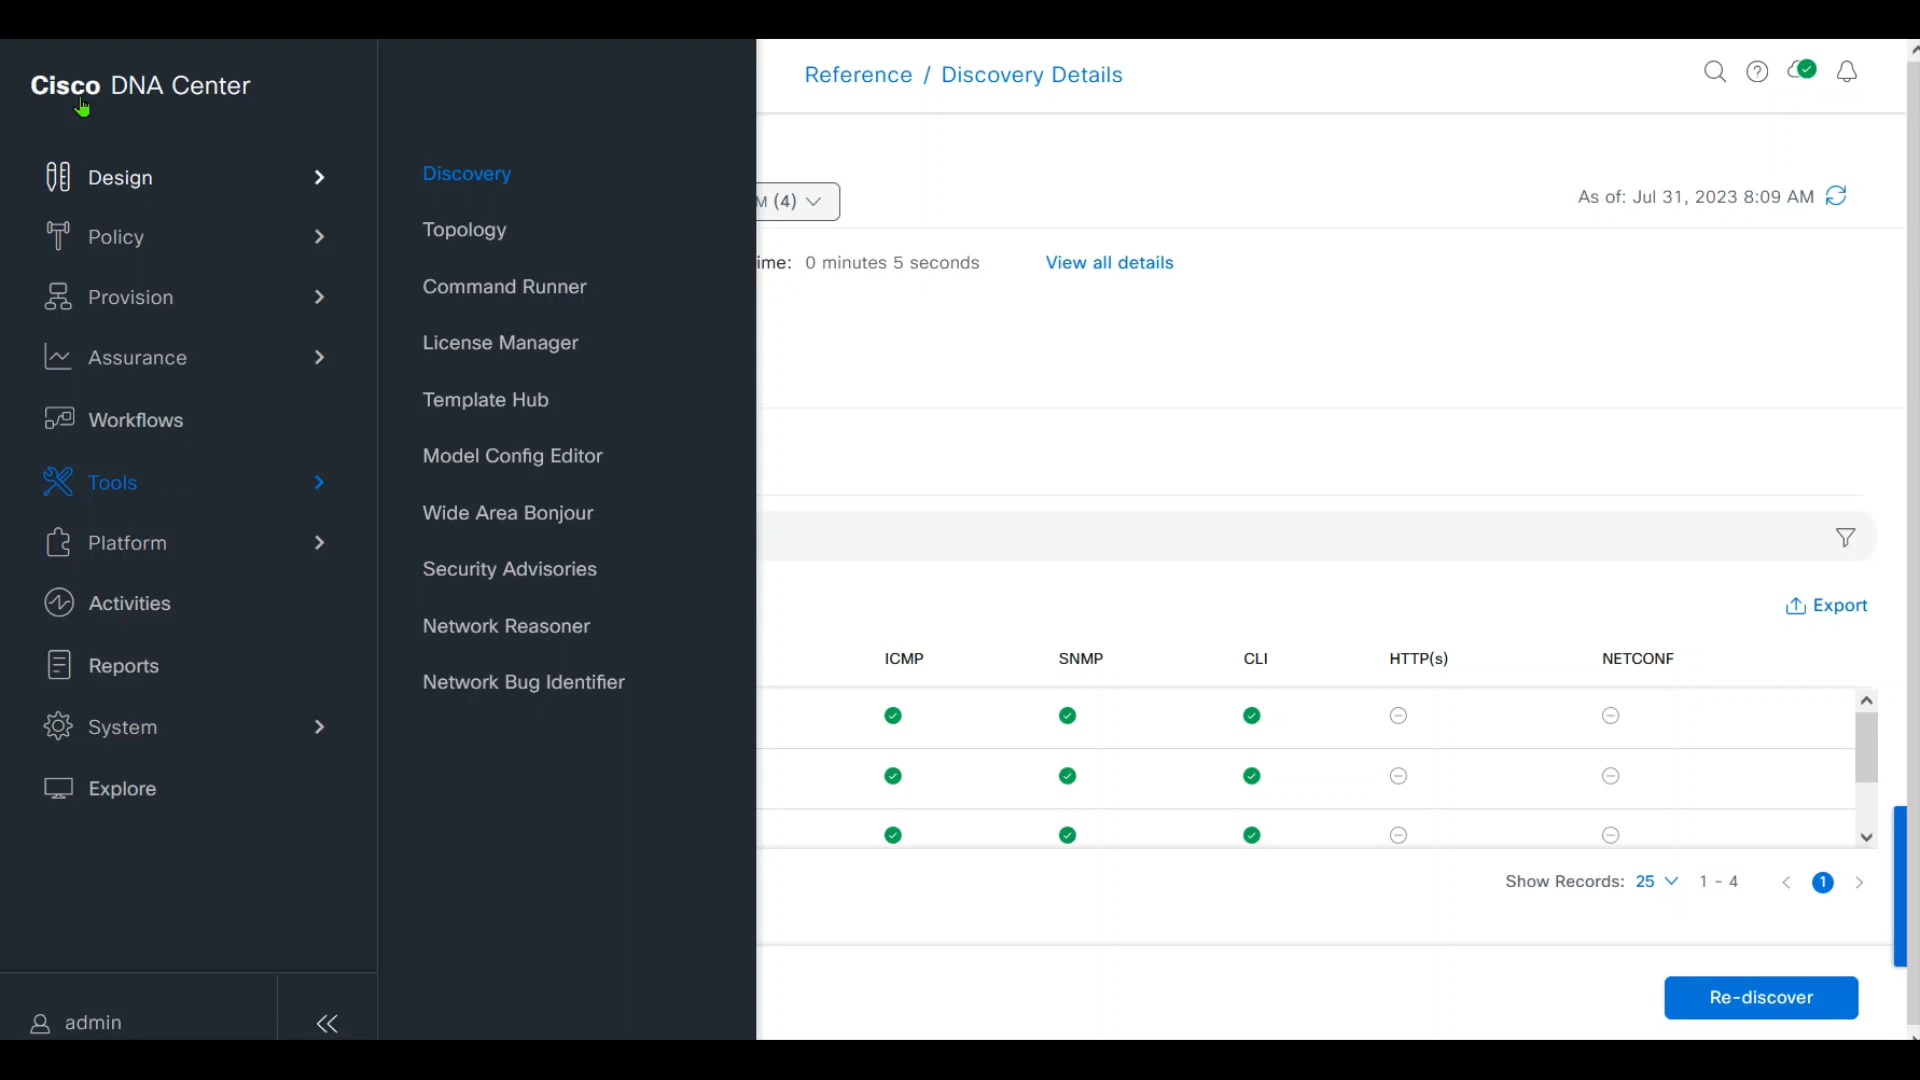 Cisco DNA Center
Design
Policy
Provision
Assurance
Workflows
Tools
Platform
Activities
Reports
System
Explore
admin
Discovery
Topology
Command Runner
License Manager
Template Hub
Model Config Editor
Wide Area Bonjour
Security Advisories
Network Reasoner
Network Bug Identifier
Reference / Discovery Details
M (4)
As of: Jul 31, 2023 8:09 AM
ime: 0 minutes 5 seconds View all details
Export
ICMP SNMP CLI HTTP(s) NETCONF
Show Records: 25 1 - 4 1
Re-discover